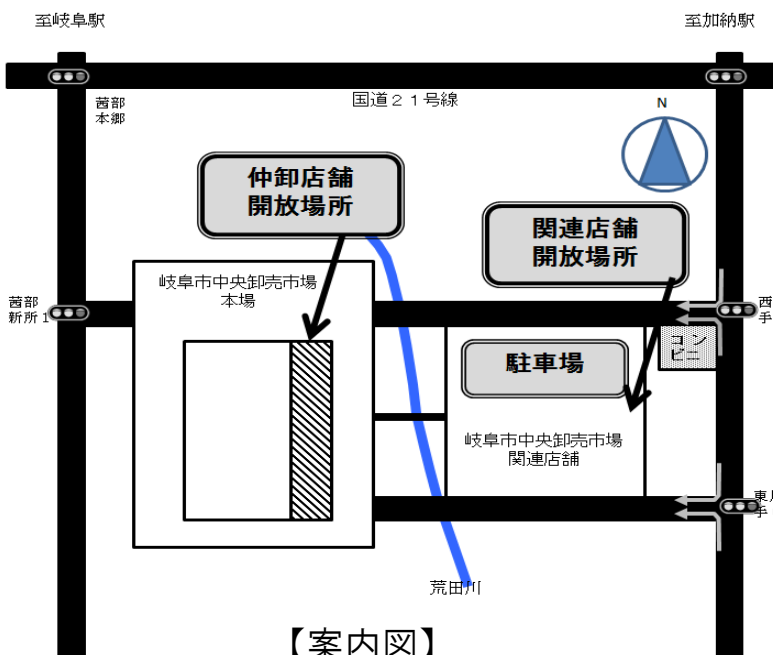 至岐阜駅
至加納駅
茜部
本郷
国道２１号線
N
仲卸店舗
開放場所
関連店舗
開放場所
岐阜市中央卸売市場
本場
茜部
新所１
西
手
コン
ビニ
駐車場
岐阜市中央卸売市場
関連店舗
東
手
荒田川
【案内図】